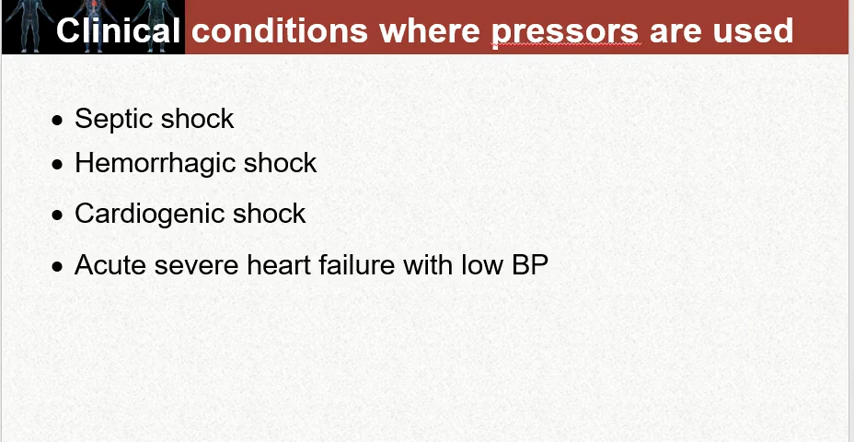 Clinical conditions where pressors are used
• Septic shock
• Hemorrhagic shock
• Cardiogenic shock
• Acute severe heart failure with low BP